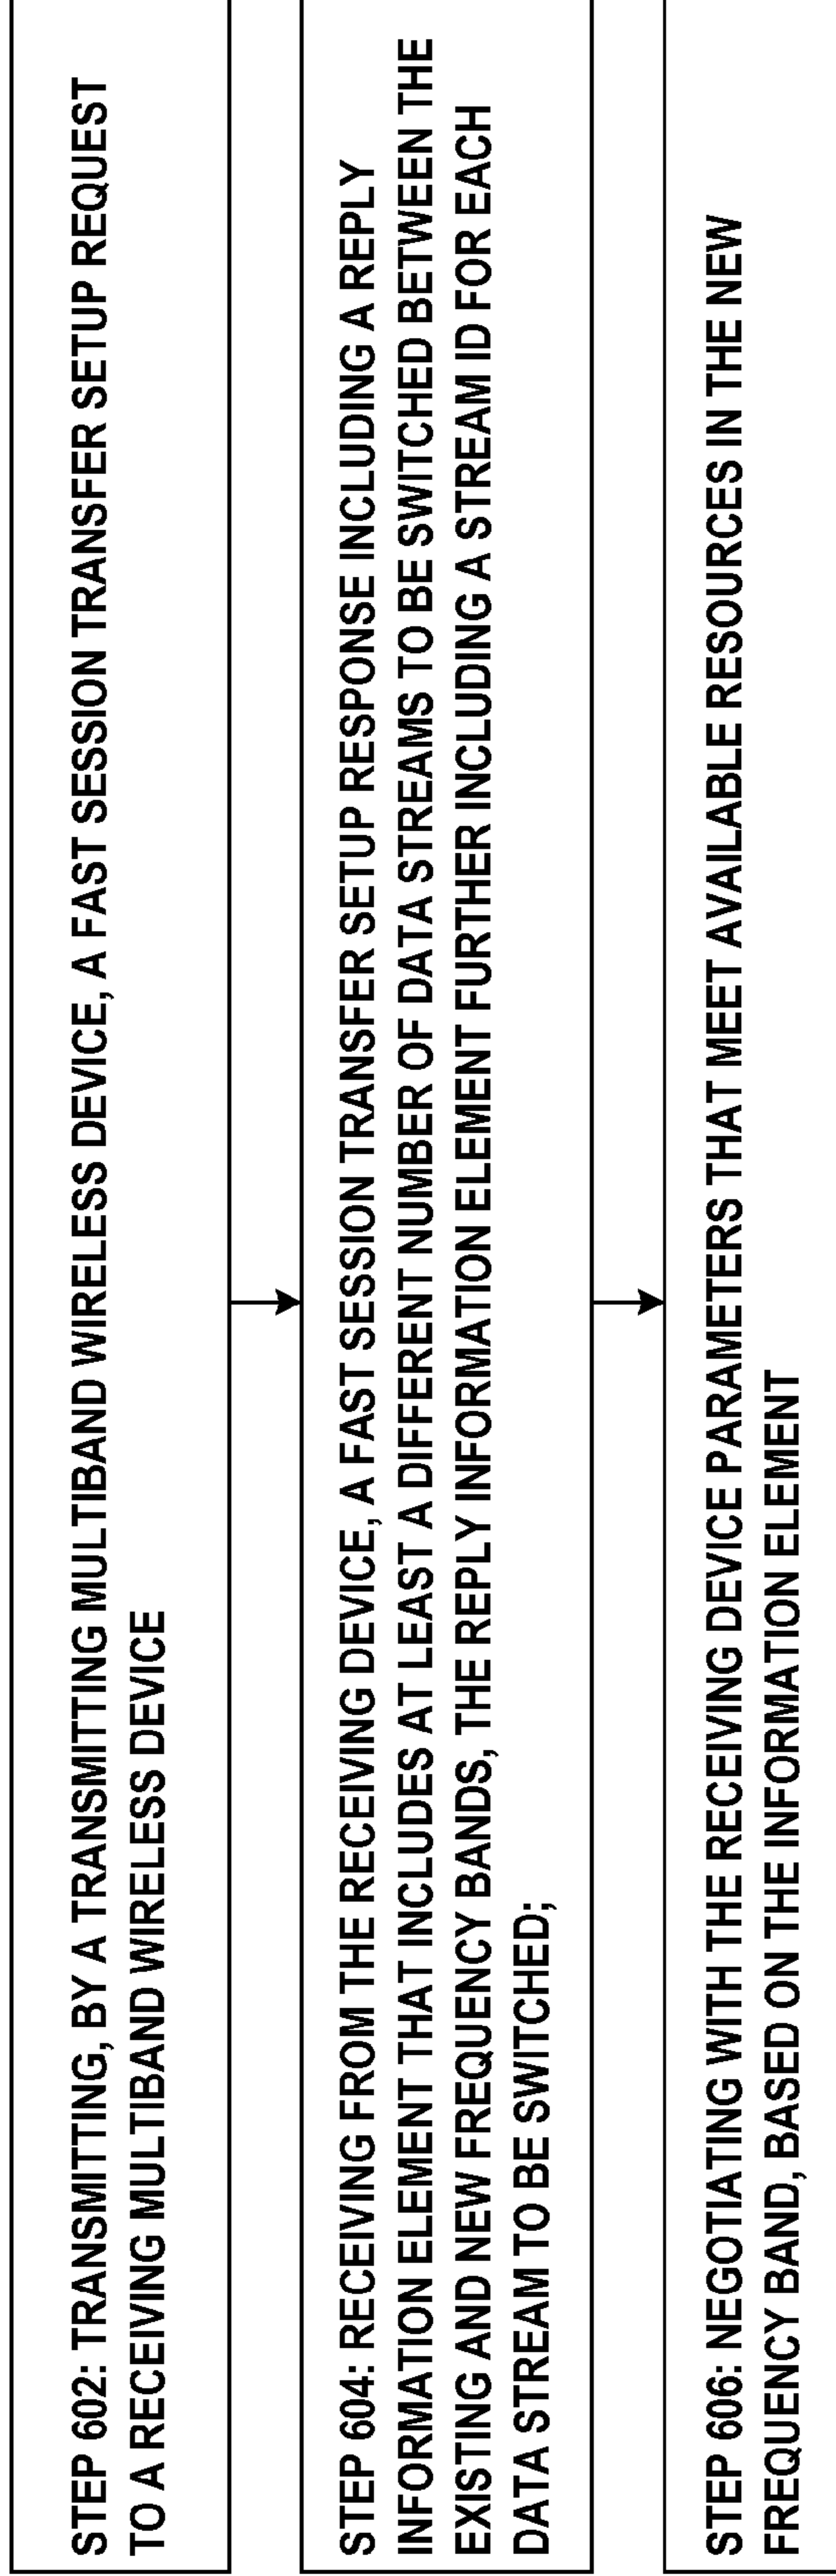 STEP 602: TRANSMITTING, BY A TRANSMITTING MULTIBAND WIRELESS DEVICE, A FAST SESSION TRANSFER SETUP REQUEST
TO A RECEIVING MULTIBAND WIRELESS DEVICE
STEP 604: RECEIVING FROM THE RECEIVING DEVICE, A FAST SESSION TRANSFER SETUP RESPONSE INCLUDING A REPLY
INFORMATION ELEMENT THAT INCLUDES AT LEAST A DIFFERENT NUMBER OF DATA STREAMS TO BE SWITCHED BETWEEN THE
EXISTING AND NEW FREQUENCY BANDS, THE REPLY INFORMATION ELEMENT FURTHER INCLUDING A STREAM ID FOR EACH
DATA STREAM TO BE SWITCHED;
STEP 606: NEGOTIATING WITH THE RECEIVING DEVICE PARAMETERS THAT MEET AVAILABLE RESOURCES IN THE NEW
FREQUENCY BAND, BASED ON THE INFORMATION ELEMENT